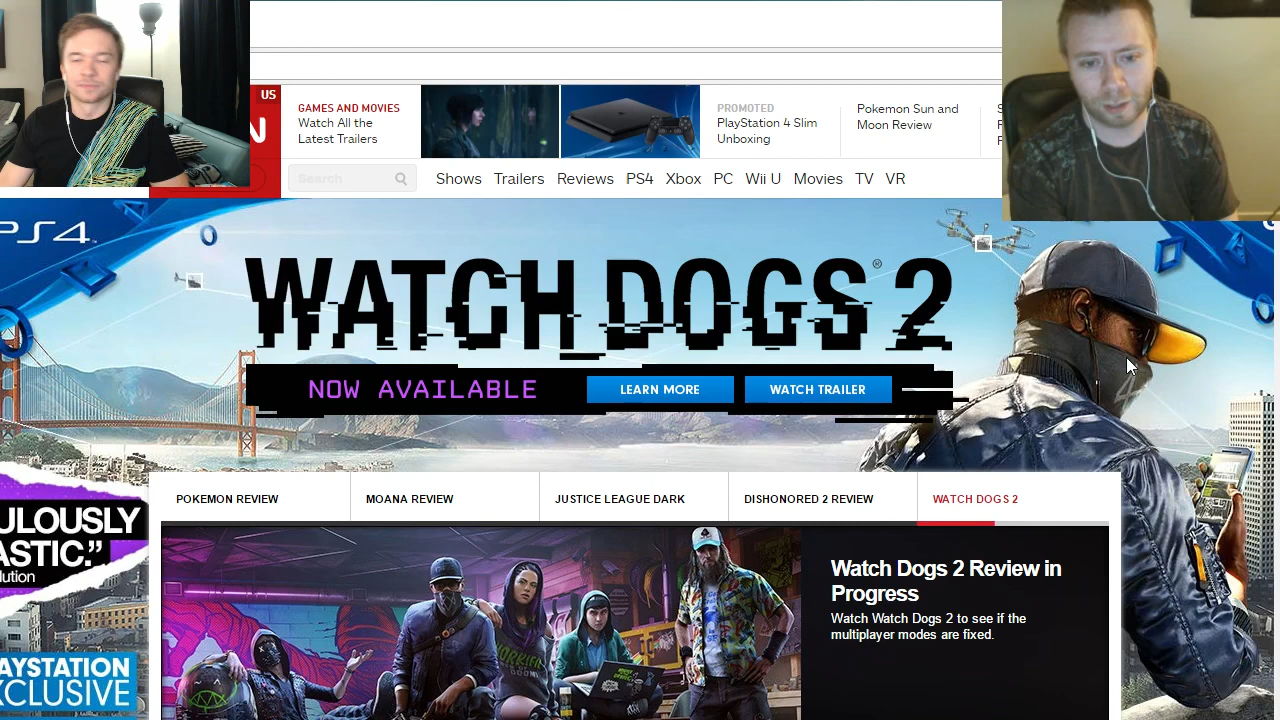 US
N
GAMES AND MOVIES
Watch All the
Latest Trailers
PROMOTED
PlayStation 4 Slim
Unboxing
Pokemon Sun and
Moon Review
Search
Shows Trailers Reviews PS4 Xbox PC Wii U Movies TV VR
PS4
WATCH DOGS 2
NOW AVAILABLE
LEARN MORE
WATCH TRAILER
POKEMON REVIEW
MOANA REVIEW
JUSTICE LEAGUE DARK
DISHONORED 2 REVIEW
WATCH DOGS 2
ULOUSLY
ASTIC.”
lution
AYSTATION
XCLUSIVE
Watch Dogs 2 Review in
Progress
Watch Watch Dogs 2 to see if the
multiplayer modes are fixed.